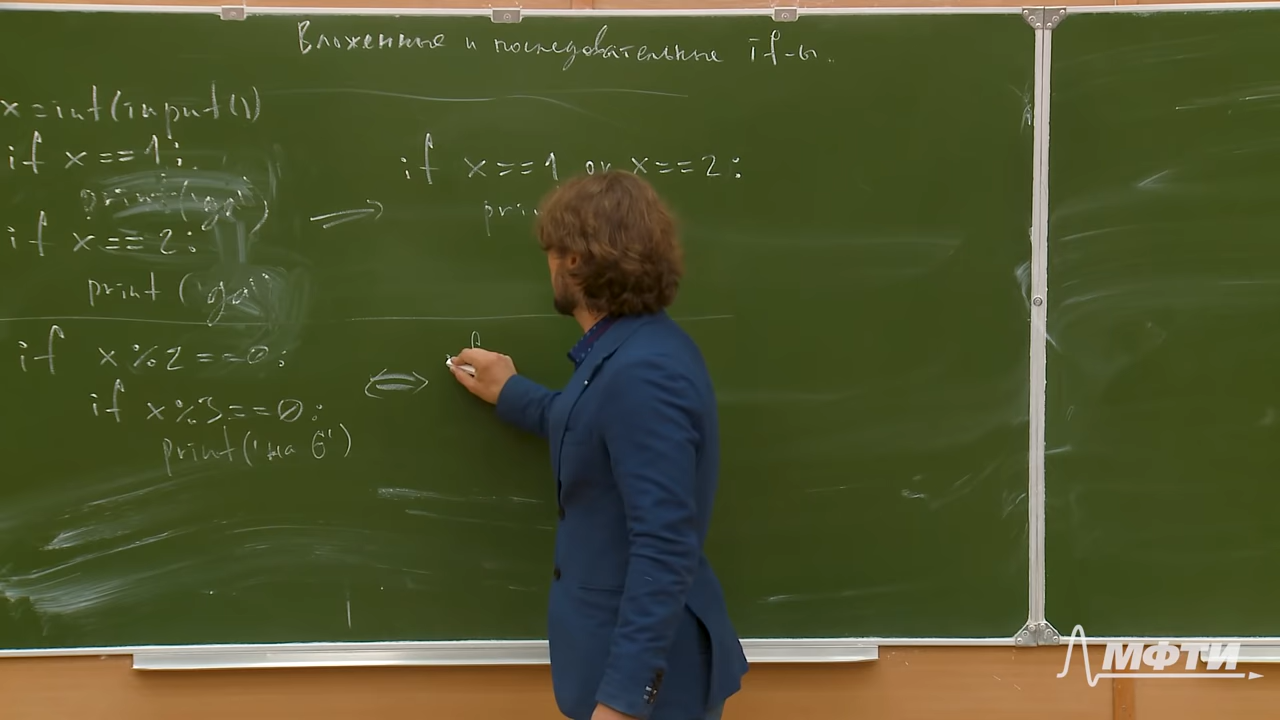 Вложенные и последовательные if-ы.
x=int(input())
if x==1:
print('да')
if x==2:
print('да')
if x==1 or x==2:
if x%2==0:
if x%3==0:
print('на 6')
if
МФТИ